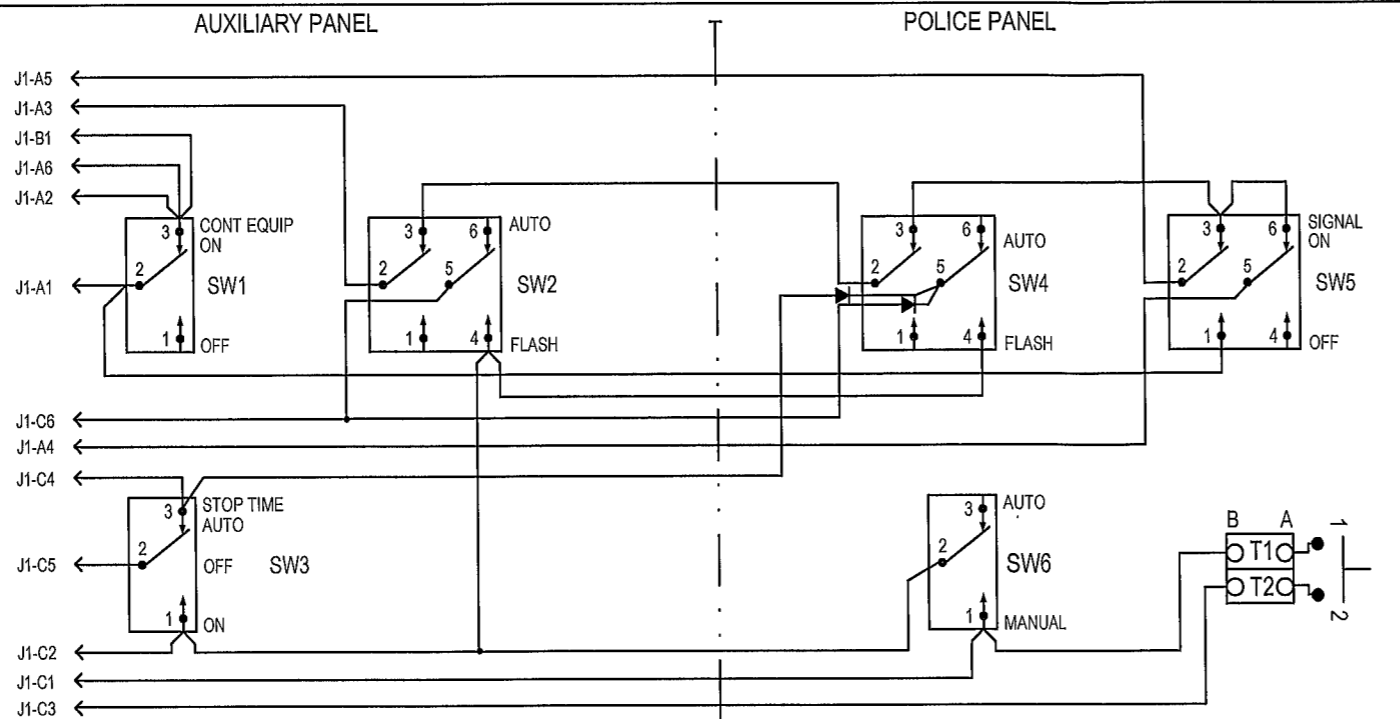 AUXILIARY PANEL
POLICE PANEL
J1-A5
J1-A3
J1-B1
J1-A6
J1-A2
J1-A1
3
CONT EQUIP
ON
2
SW1
1
OFF
3
6
AUTO
2
5
SW2
1
4
FLASH
3
6
AUTO
2
5
SW4
1
4
FLASH
3
6
SIGNAL
ON
2
5
SW5
1
4
OFF
J1-C6
J1-A4
J1-C4
J1-C5
3
STOP TIME
AUTO
2
OFF
SW3
1
ON
3
AUTO
2
SW6
1
MANUAL
B A
T1
T2
1
2
J1-C2
J1-C1
J1-C3